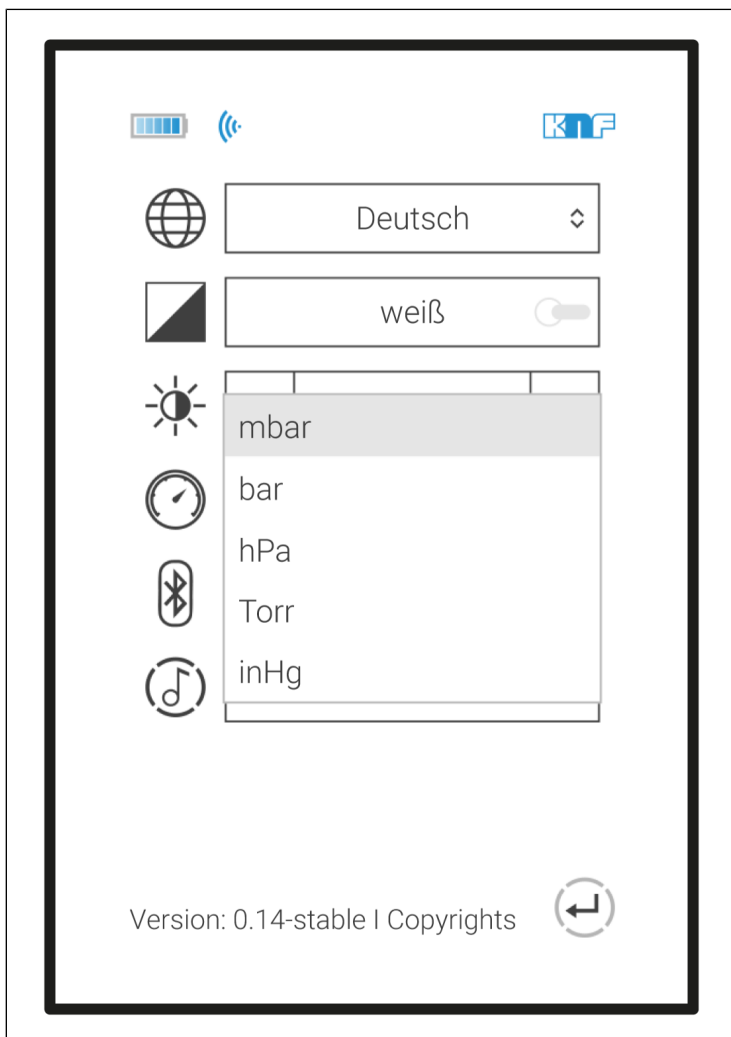 KNF
Deutsch
weiß
mbar
bar
hPa
Torr
inHg
Version: 0.14-stable I Copyrights